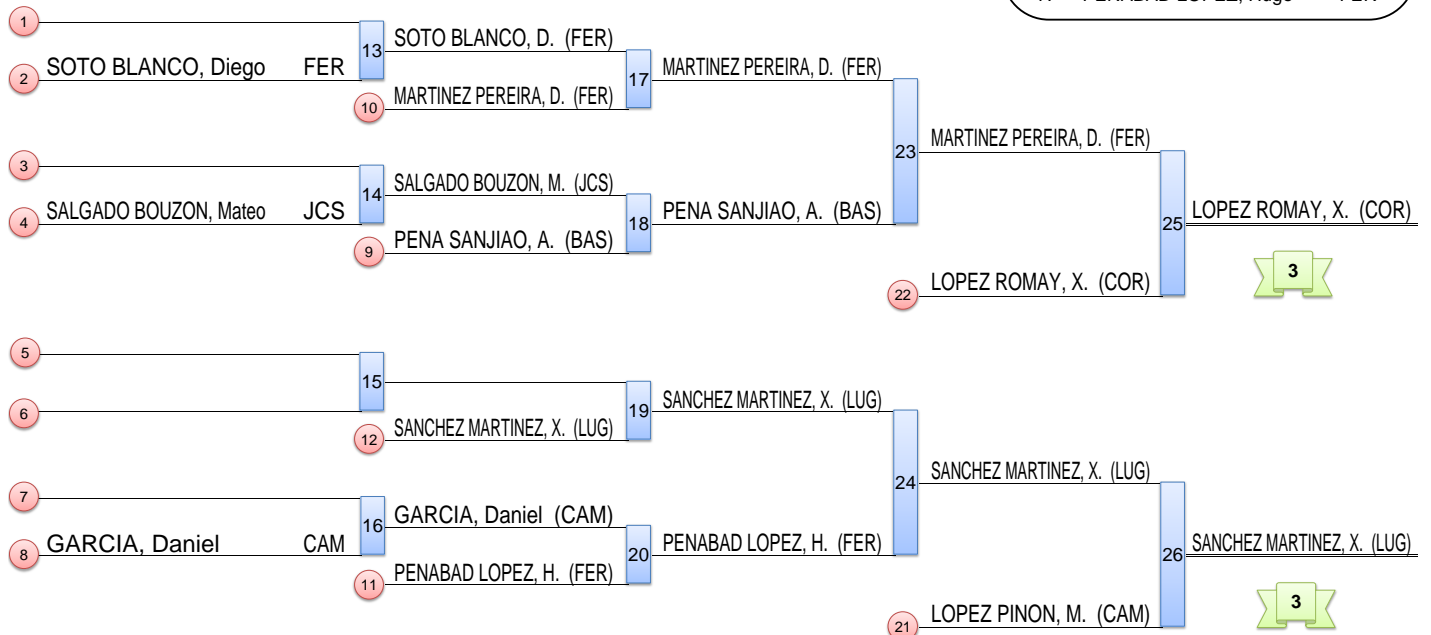 PENABAD LOPEZ, Hugo FER
1
SOTO BLANCO, D. (FER)
13
2 SOTO BLANCO, Diego FER
17 MARTINEZ PEREIRA, D. (FER)
10 MARTINEZ PEREIRA, D. (FER)
23 MARTINEZ PEREIRA, D. (FER)
3
14 SALGADO BOUZON, M. (JCS)
4 SALGADO BOUZON, Mateo JCS
18 PENA SANJIAO, A. (BAS)
25 LOPEZ ROMAY, X. (COR)
9 PENA SANJIAO, A. (BAS)
3
22 LOPEZ ROMAY, X. (COR)
5
15
19 SANCHEZ MARTINEZ, X. (LUG)
6
12 SANCHEZ MARTINEZ, X. (LUG)
24 SANCHEZ MARTINEZ, X. (LUG)
7
16 GARCIA, Daniel (CAM)
8 GARCIA, Daniel CAM
20 PENABAD LOPEZ, H. (FER)
26 SANCHEZ MARTINEZ, X. (LUG)
11 PENABAD LOPEZ, H. (FER)
3
21 LOPEZ PINON, M. (CAM)